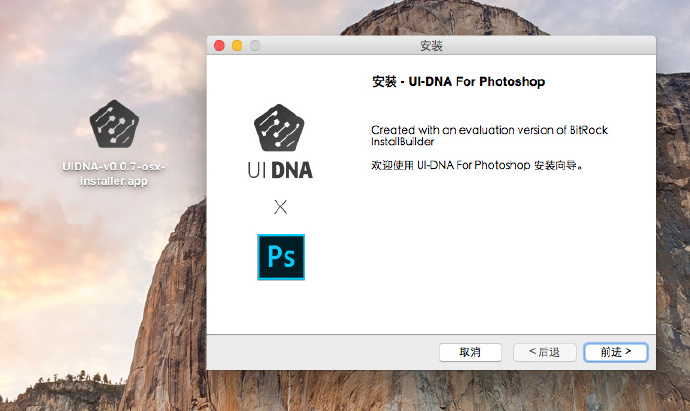 安装
安装 - UI-DNA For Photoshop
UIDNA-v0.0.7-osx-
installer.app
Created with an evaluation version of BitRock
InstallBuilder
欢迎使用 UI-DNA For Photoshop 安装向导。
UI DNA
X
Ps
取消
< 后退
前进 >